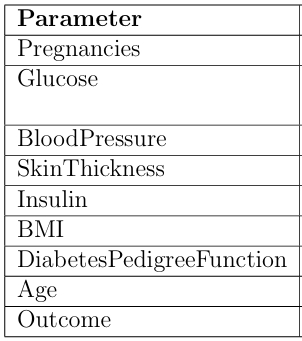 Parameter
Pregnancies
Glucose
BloodPressure
SkinThickness
Insulin
BMI
DiabetesPedigreeFunction
Age
Outcome